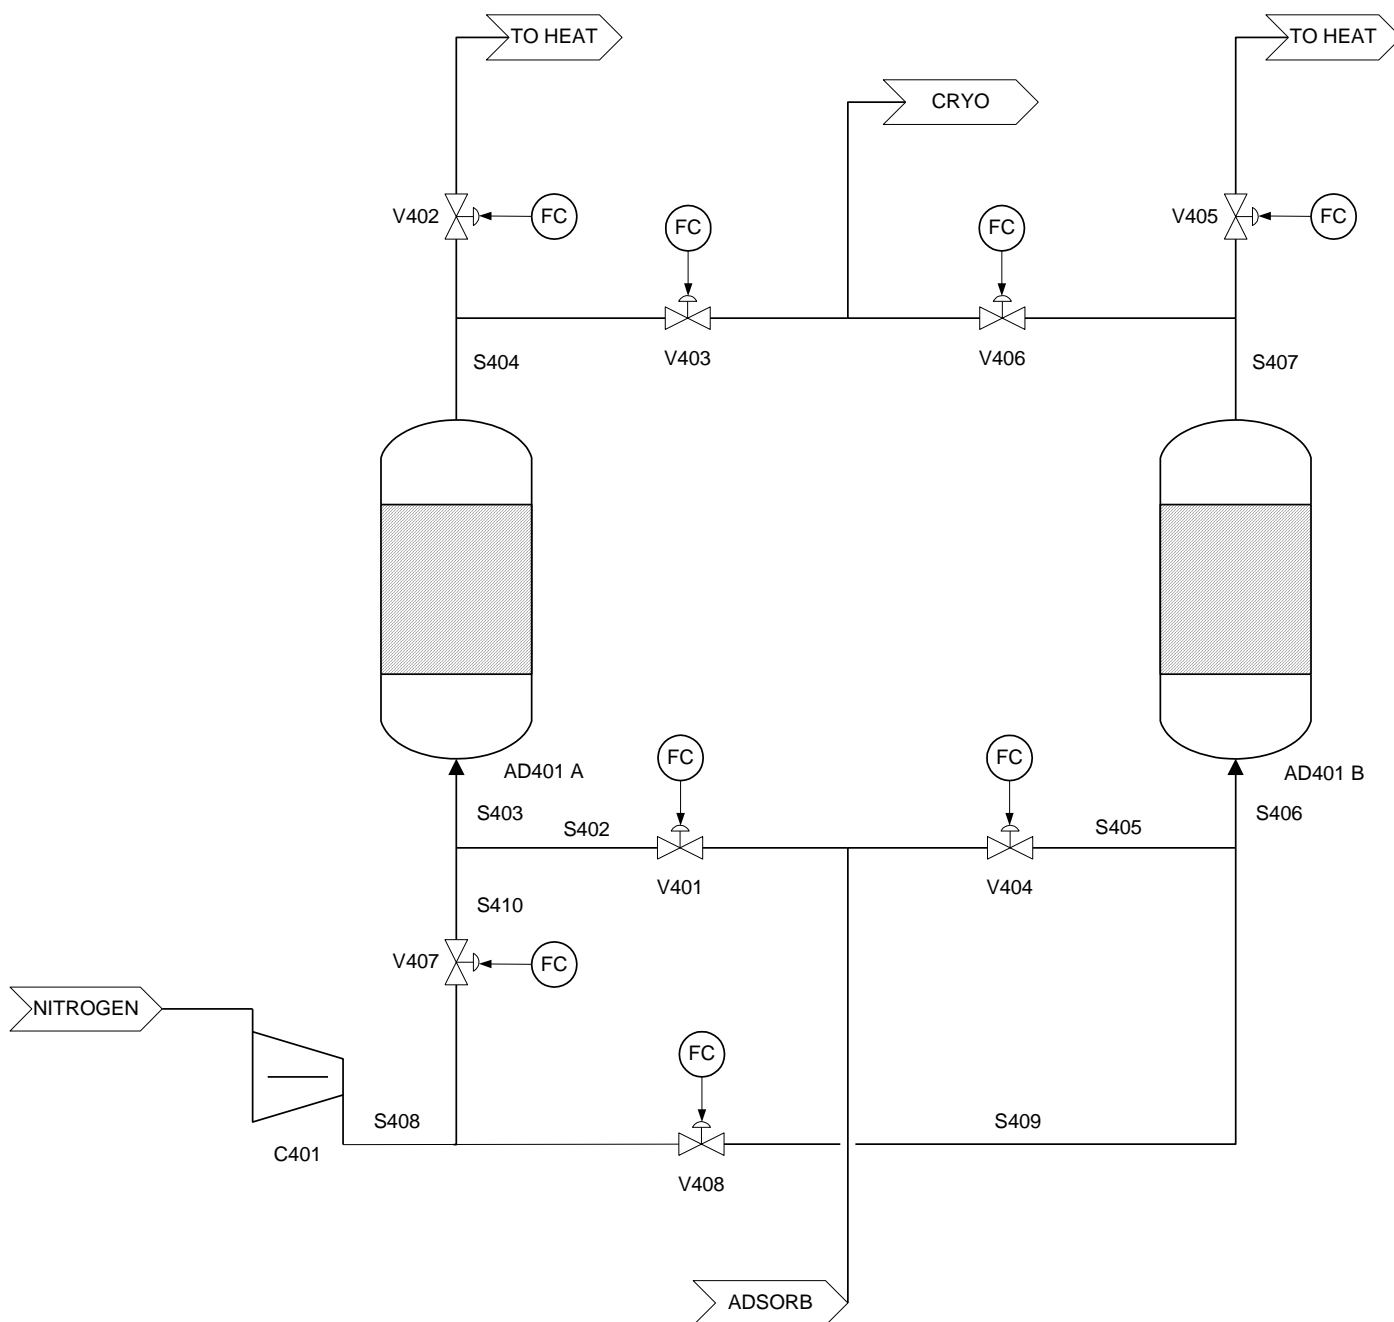 TO HEAT
TO HEAT
CRYO
V402
FC
FC
FC
V405
FC
V403
V406
S404
S407
AD401 A
AD401 B
FC
FC
S403
S402
S405
S406
V401
V404
S410
V407
FC
NITROGEN
FC
S408
S409
C401
V408
ADSORB